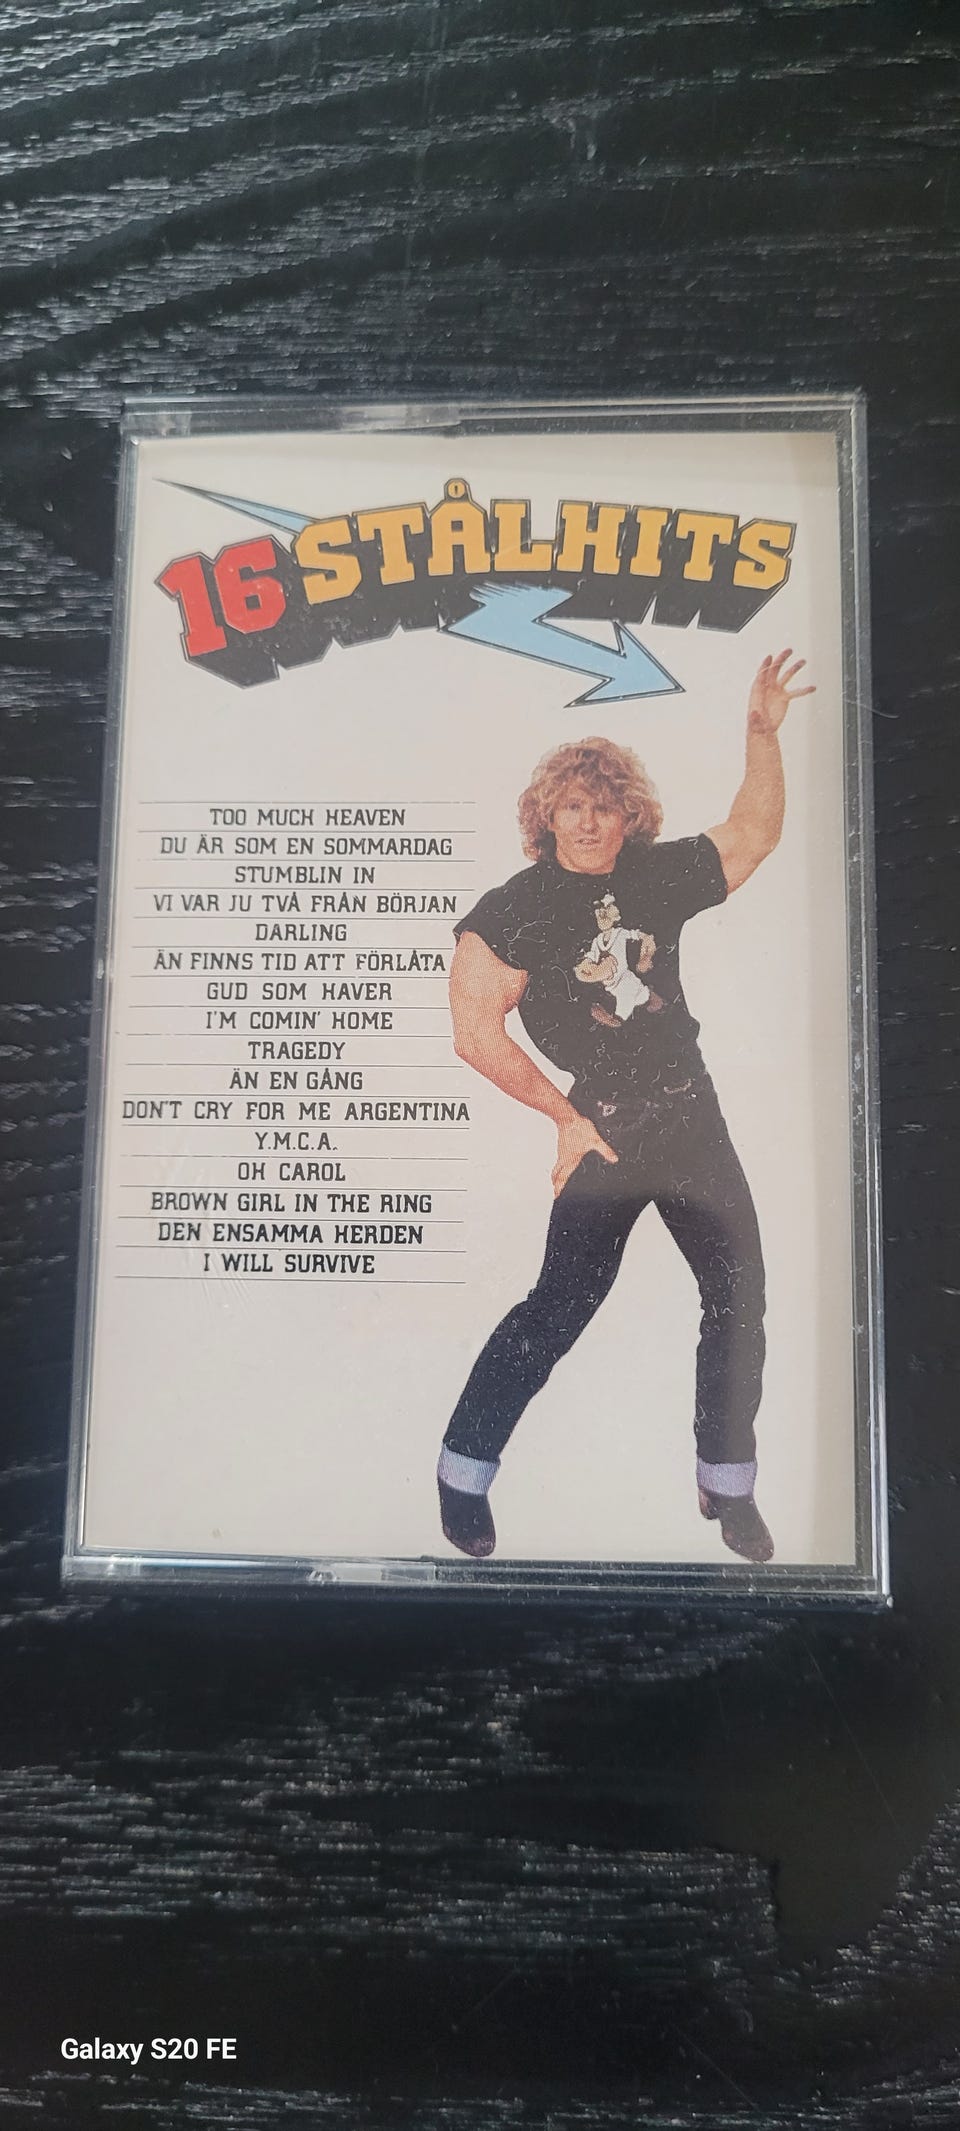 16 STÅLHITS
TOO MUCH HEAVEN
DU ÄR SOM EN SOMMARDAG
STUMBLIN IN
VI VAR JU TVÅ FRÅN BÖRJAN
DARLING
ÄN FINNS TID ATT FÖRLÅTA
GUD SOM HAVER
I'M COMIN' HOME
TRAGEDY
ÄN EN GÅNG
DON'T CRY FOR ME ARGENTINA
Y.M.C.A.
OH CAROL
BROWN GIRL IN THE RING
DEN ENSAMMA HERDEN
I WILL SURVIVE
Galaxy S20 FE